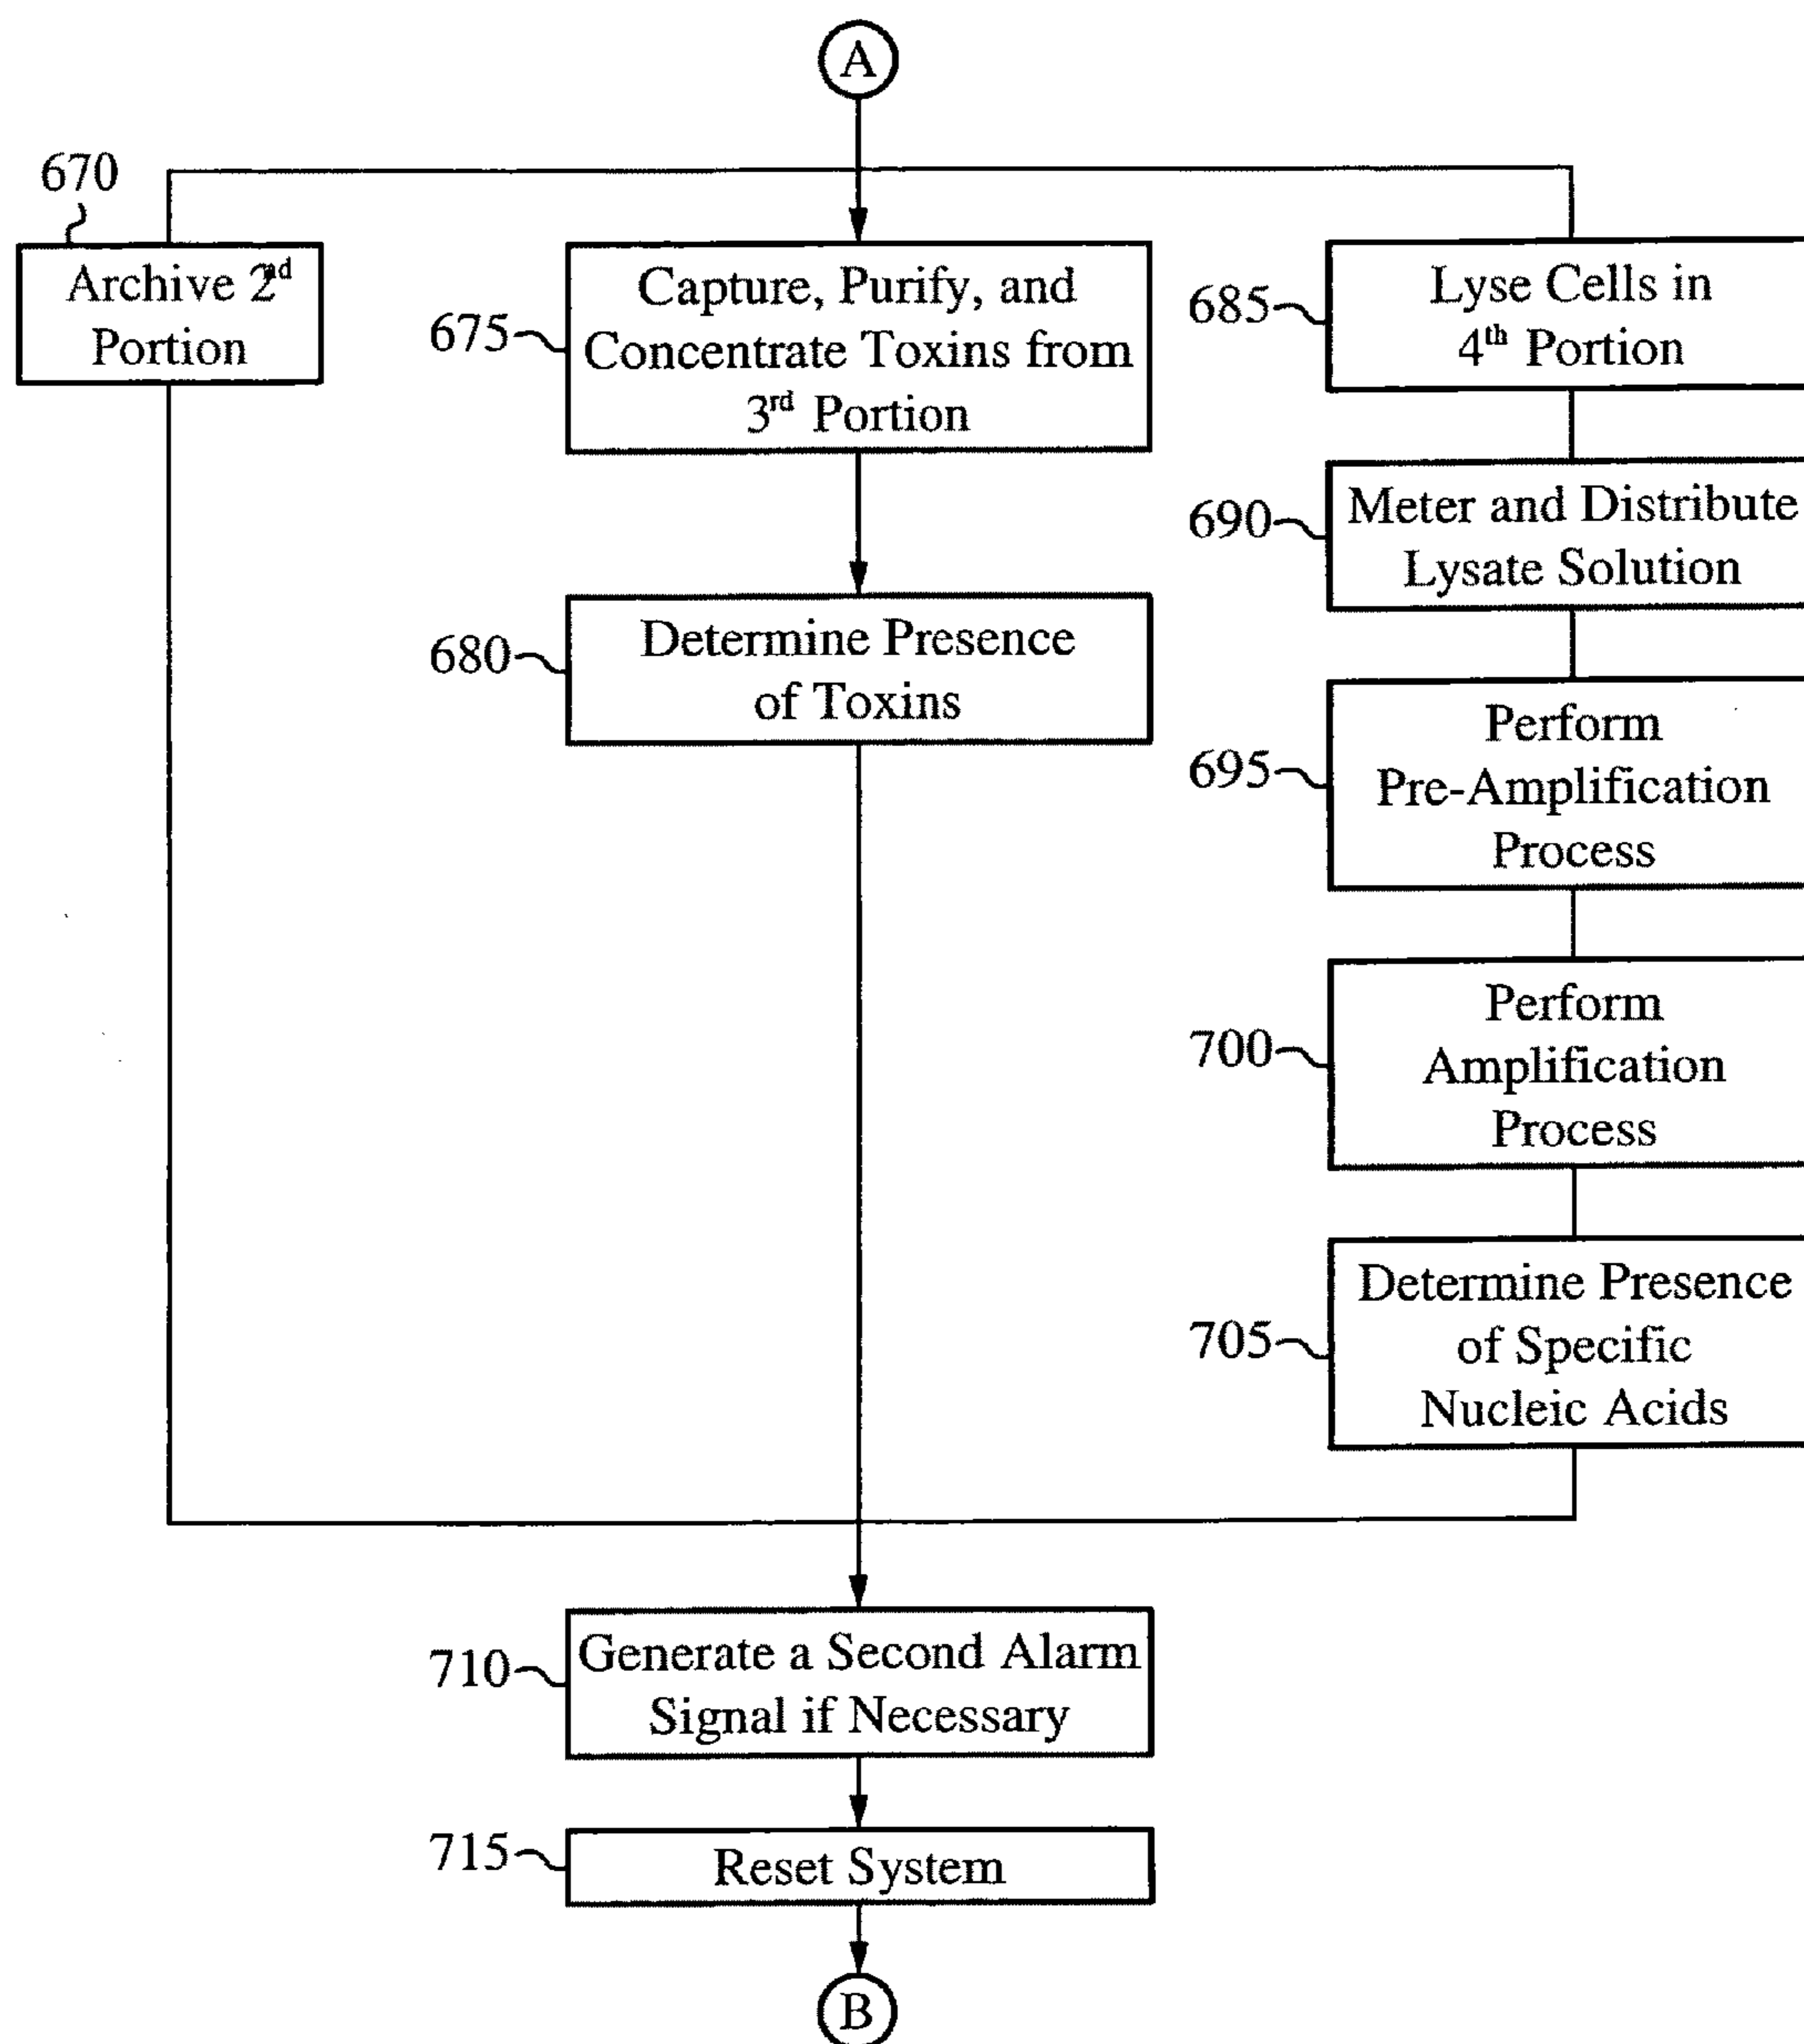 A
670
Archive 2nd
Portion
675
Capture, Purify, and
Concentrate Toxins from
3rd Portion
680
Determine Presence
of Toxins
685
Lyse Cells in
4th Portion
690
Meter and Distribute
Lysate Solution
695
Perform
Pre-Amplification
Process
700
Perform
Amplification
Process
705
Determine Presence
of Specific
Nucleic Acids
710
Generate a Second Alarm
Signal if Necessary
715
Reset System
B